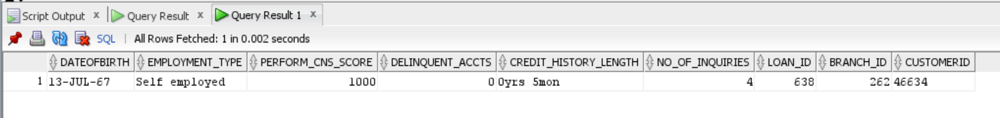 Script Output x Query Result x Query Result 1 x
SQL | All Rows Fetched: 1 in 0.002 seconds
DATEOFBIRTH EMPLOYMENT_TYPE PERFORM_CNS_SCORE DELINQUENT_ACCTS CREDIT_HISTORY_LENGTH NO_OF_INQUIRIES LOAN_ID BRANCH_ID CUSTOMERID
1 13-JUL-67 Self employed 1000 0 0yrs 5mon 4 638 262 46634